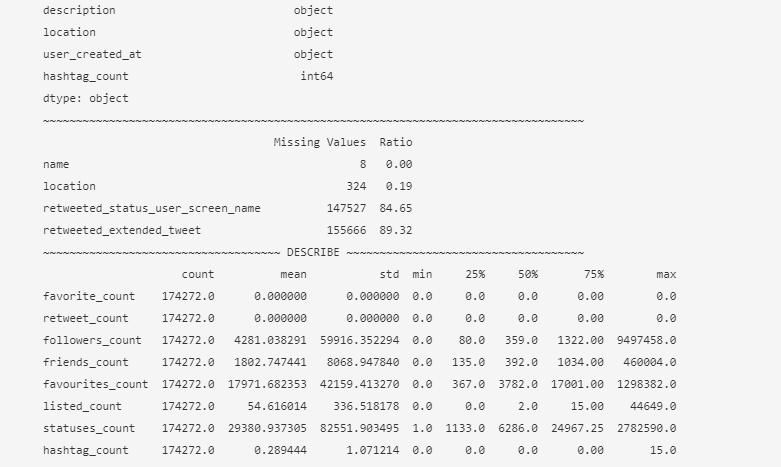 description object
location object
user_created_at object
hashtag_count int64
dtype: object
~~~~~~~~~~~~~~~~~~~~~~~~~~~~~~~~~~~~~~~~~~~~~~~~~~~~~~~~~~~~~~~~~~~~~~~~~~~~~~~~~~
Missing Values Ratio
name 8 0.00
location 324 0.19
retweeted_status_user_screen_name 147527 84.65
retweeted_extended_tweet 155666 89.32
~~~~~~~~~~~~~~~~~~~~~~~~~~~~~~~~~~~~ DESCRIBE ~~~~~~~~~~~~~~~~~~~~~~~~~~~~~~~~~~~~
count mean std min 25% 50% 75% max
favorite_count 174272.0 0.000000 0.000000 0.0 0.0 0.0 0.00 0.0
retweet_count 174272.0 0.000000 0.000000 0.0 0.0 0.0 0.00 0.0
followers_count 174272.0 4281.038291 59916.352294 0.0 80.0 359.0 1322.00 9497458.0
friends_count 174272.0 1802.747441 8068.947840 0.0 135.0 392.0 1034.00 460004.0
favourites_count 174272.0 17971.682353 42159.413270 0.0 367.0 3782.0 17001.00 1298382.0
listed_count 174272.0 54.616014 336.518178 0.0 0.0 2.0 15.00 44649.0
statuses_count 174272.0 29380.937305 82551.903495 1.0 1133.0 6286.0 24967.25 2782590.0
hashtag_count 174272.0 0.289444 1.071214 0.0 0.0 0.0 0.00 15.0